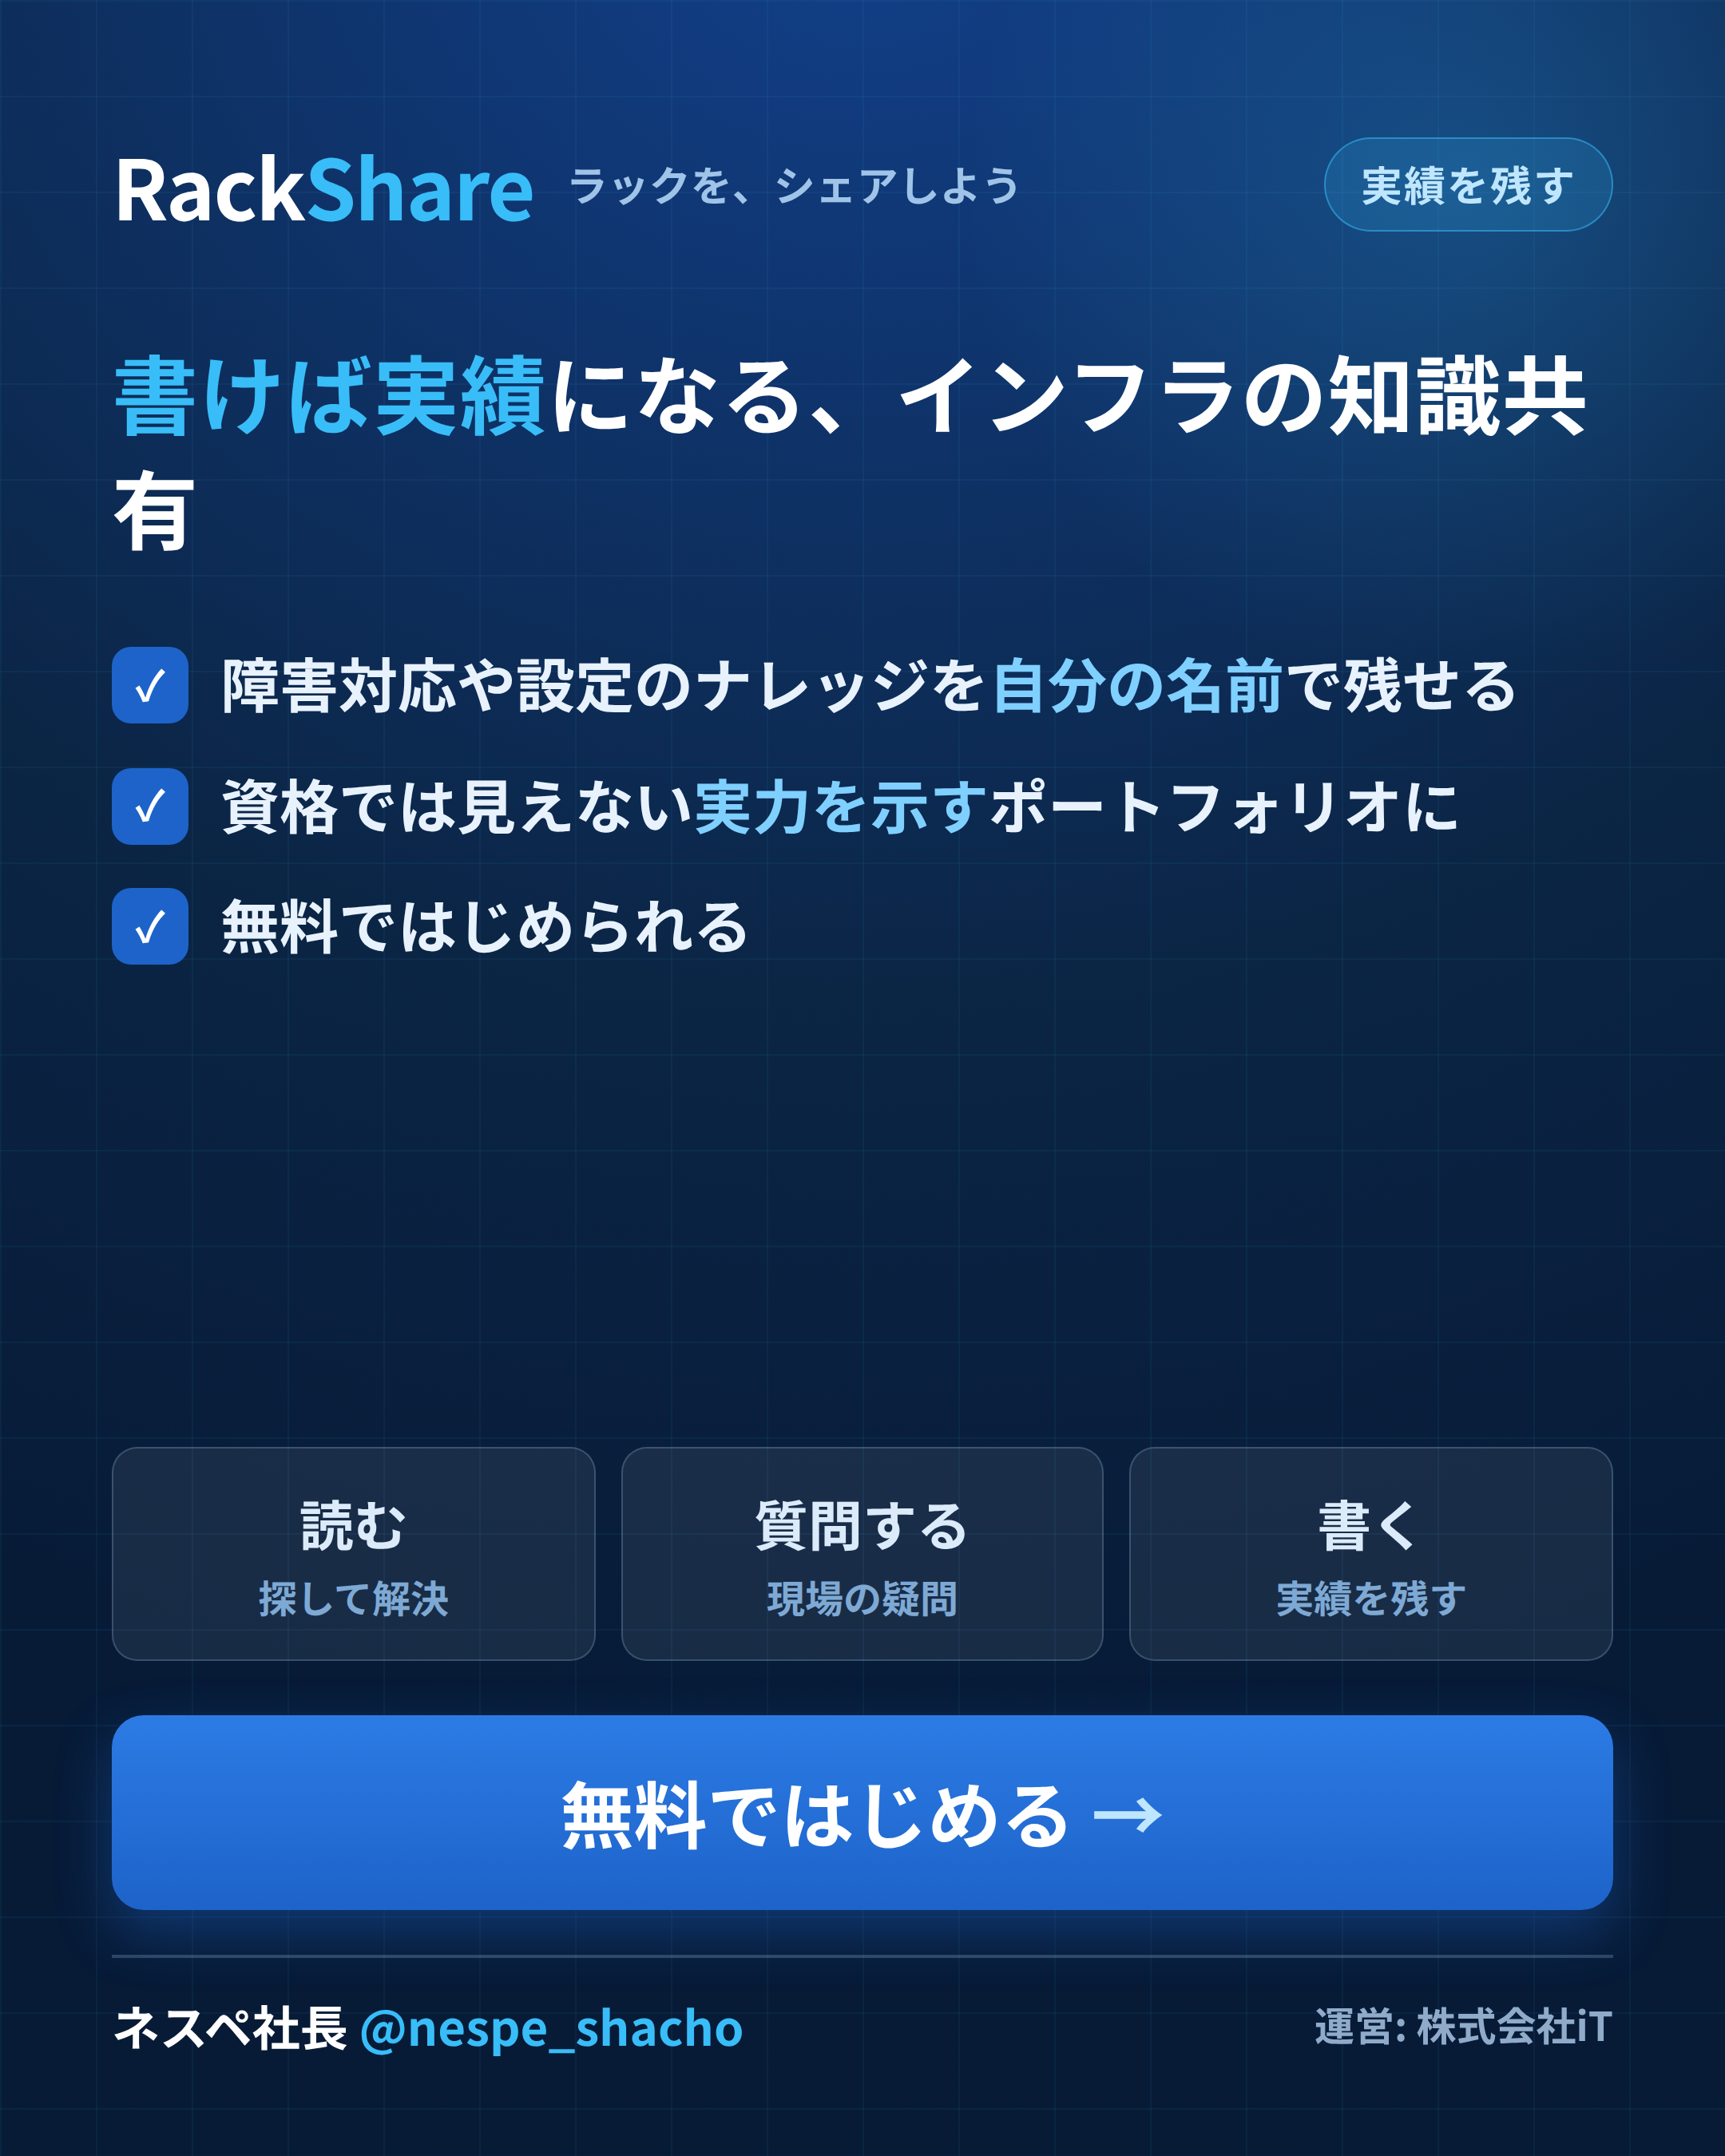 RackShare ラックを、シェアしよう 実績を残す
書けば実績になる、インフラの知識共
有
✓ 障害対応や設定のナレッジを自分の名前で残せる
✓ 資格では見えない実力を示すポートフォリオに
✓ 無料ではじめられる
読む 質問する 書く
探して解決 現場の疑問 実績を残す
無料ではじめる →
ネスペ社長 @nespe_shacho 運営: 株式会社iT